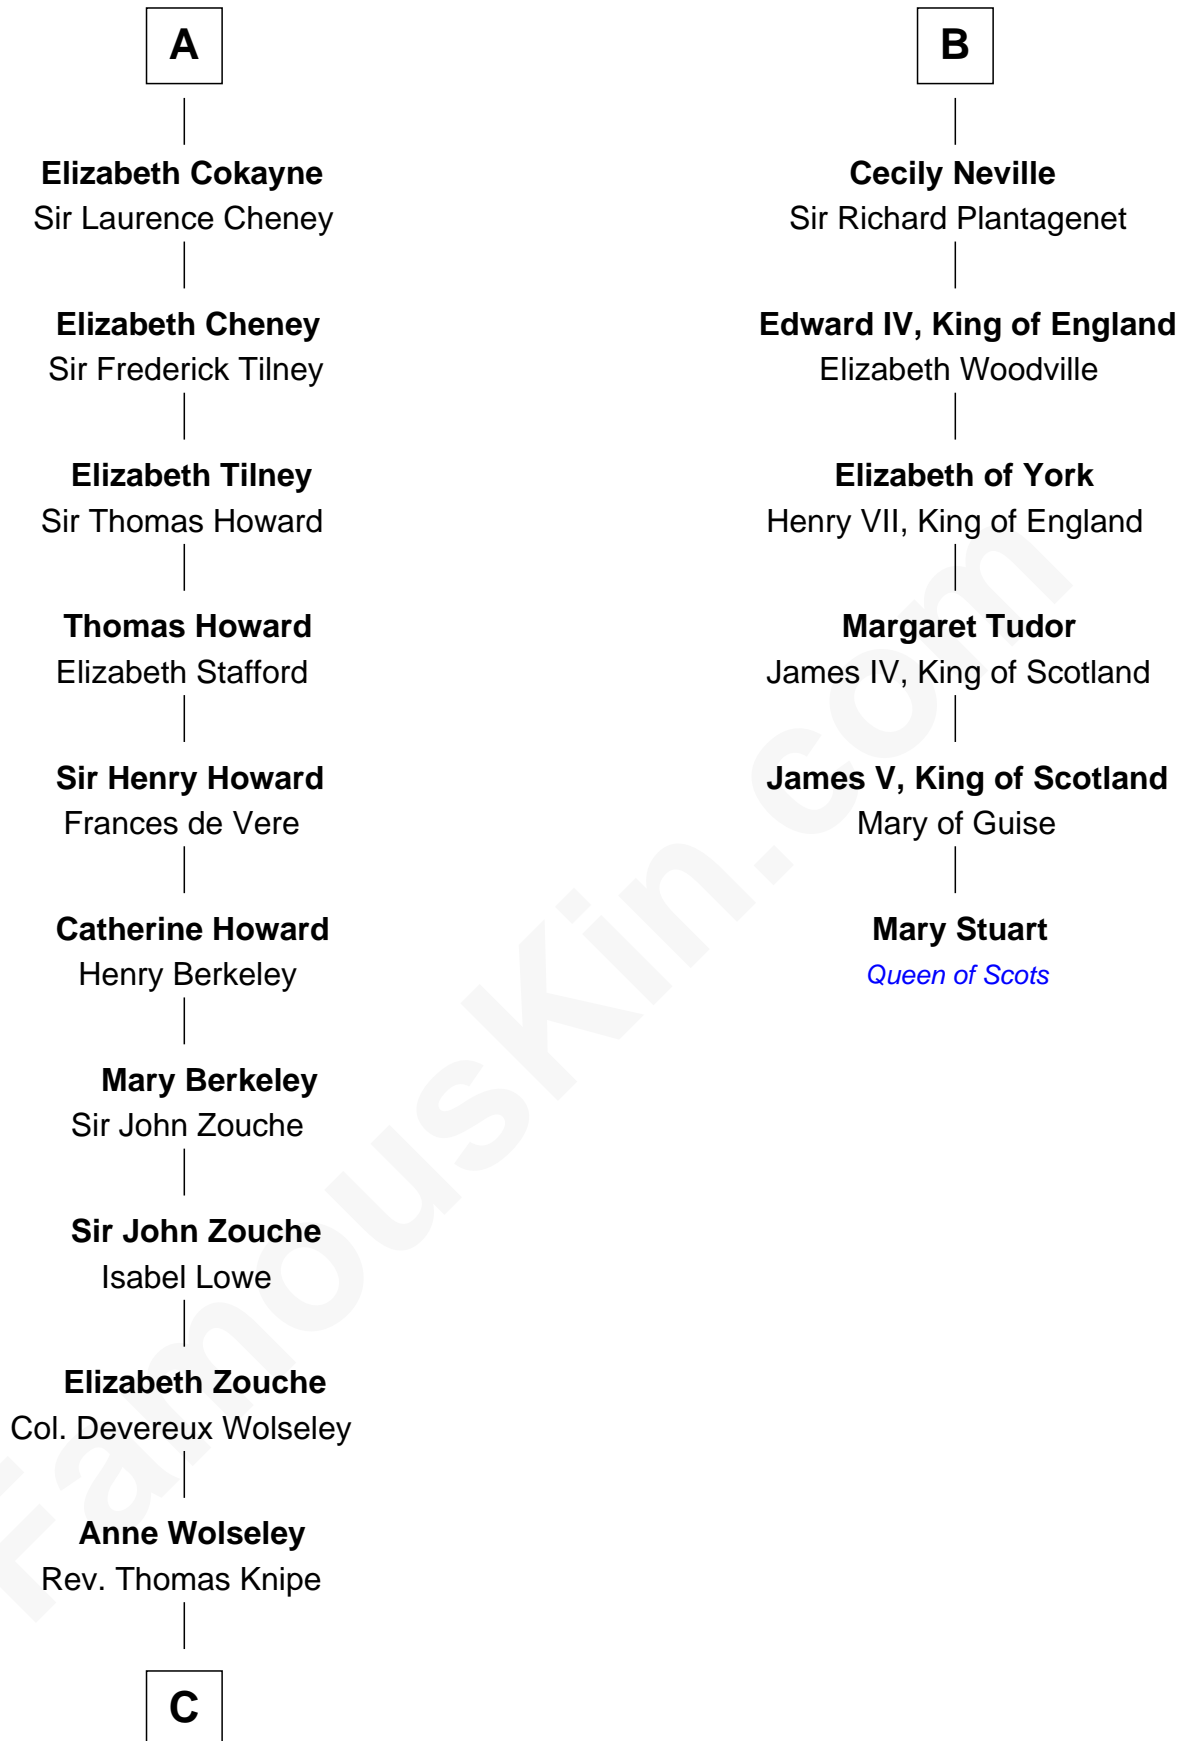 A
Elizabeth Cokayne
Sir Laurence Cheney
Elizabeth Cheney
Sir Frederick Tilney
Elizabeth Tilney
Sir Thomas Howard
Thomas Howard
Elizabeth Stafford
Sir Henry Howard
Frances de Vere
Catherine Howard
Henry Berkeley
Mary Berkeley
Sir John Zouche
Sir John Zouche
Isabel Lowe
Elizabeth Zouche
Col. Devereux Wolseley
Anne Wolseley
Rev. Thomas Knipe
C
B
Cecily Neville
Sir Richard Plantagenet
Edward IV, King of England
Elizabeth Woodville
Elizabeth of York
Henry VII, King of England
Margaret Tudor
James IV, King of Scotland
James V, King of Scotland
Mary of Guise
Mary Stuart
Queen of Scots
FamousKin.com